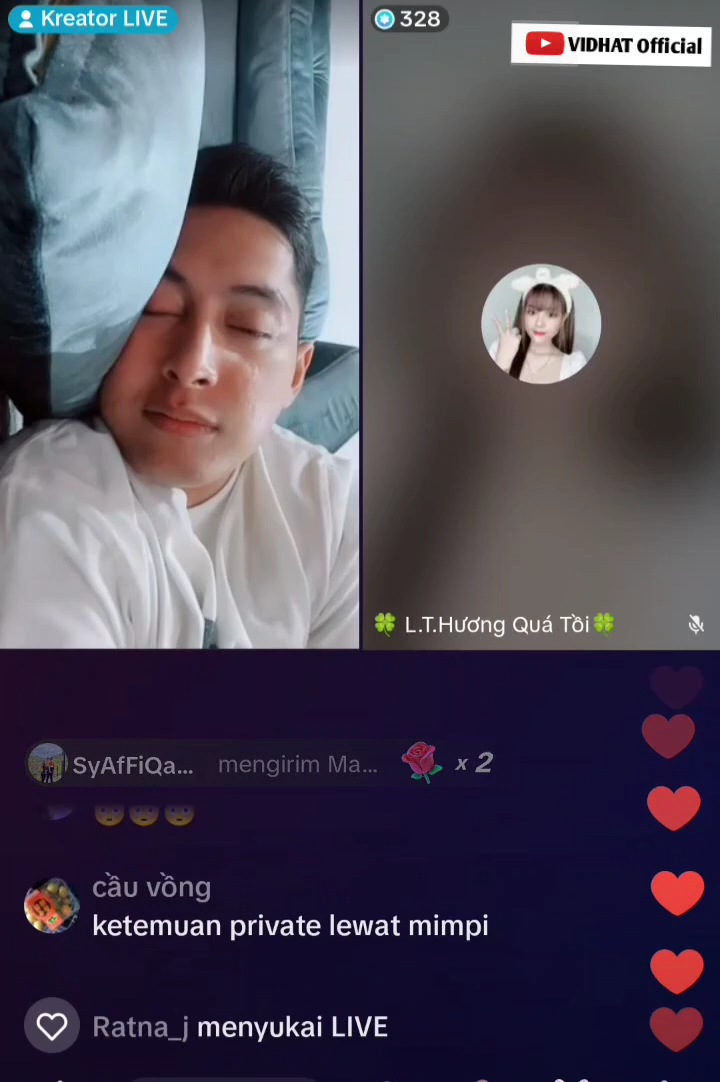 Kreator LIVE
328
VIDHAT Official
🍀 L.T.Hương Quá Tồi🍀
SyAfFiQa... mengirim Ma... x 2
cầu vồng
ketemuan private lewat mimpi
Ratna_j menyukai LIVE